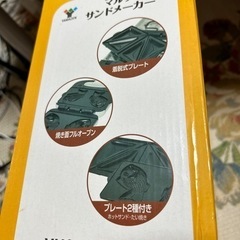 YAMAZEN
マルチ
サンドメーカー
着脱式プレート
焼き面フルオープン
プレート2種付き
ホットサンド・たい焼き